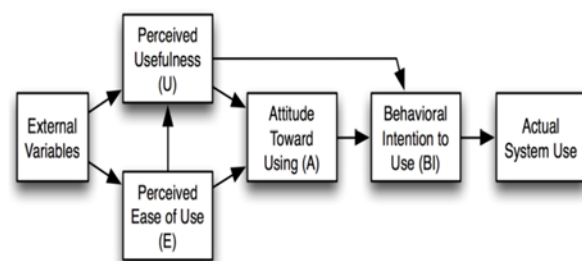 Perceived
Usefulness
(U)
External
Variables
Perceived
Ease of Use
(E)
Attitude
Toward
Using (A)
Behavioral
Intention to
Use (BI)
Actual
System Use